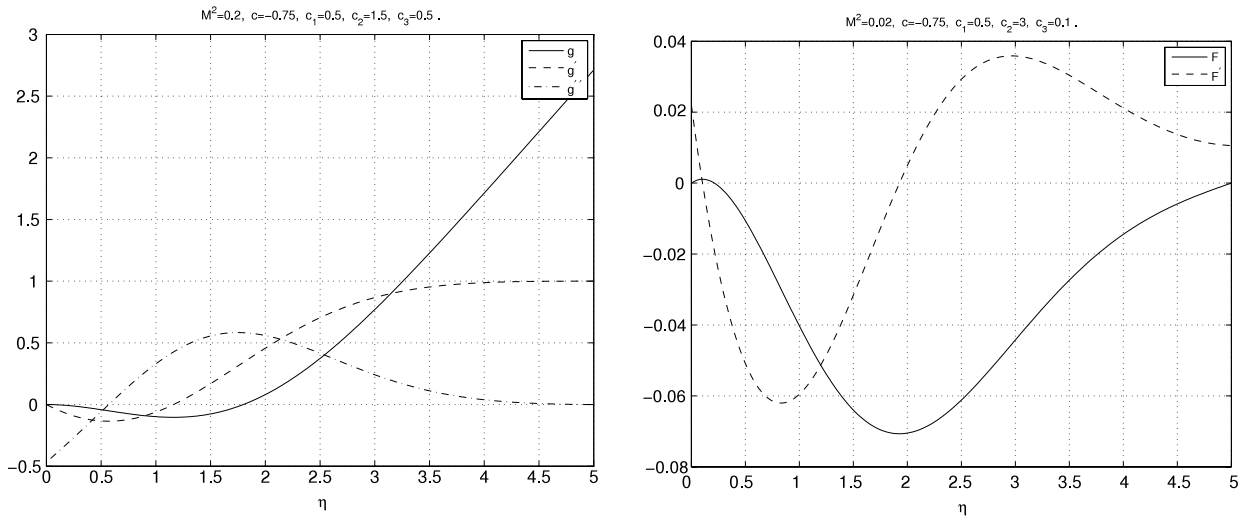 M²=0.2, c=−0.75, c₁=0.5, c₂=1.5, c₃=0.5 .
3
2.5
2
1.5
1
0.5
0
−0.5
g
g′
g′′
0 0.5 1 1.5 2 2.5 3 3.5 4 4.5 5
η
M²=0.02, c=−0.75, c₁=0.5, c₂=3, c₃=0.1 .
0.04
0.02
0
−0.02
−0.04
−0.06
−0.08
F
F′
0 0.5 1 1.5 2 2.5 3 3.5 4 4.5 5
η